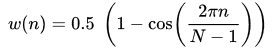 w(n) = 0.5 (1 − cos(2πn / (N − 1)))